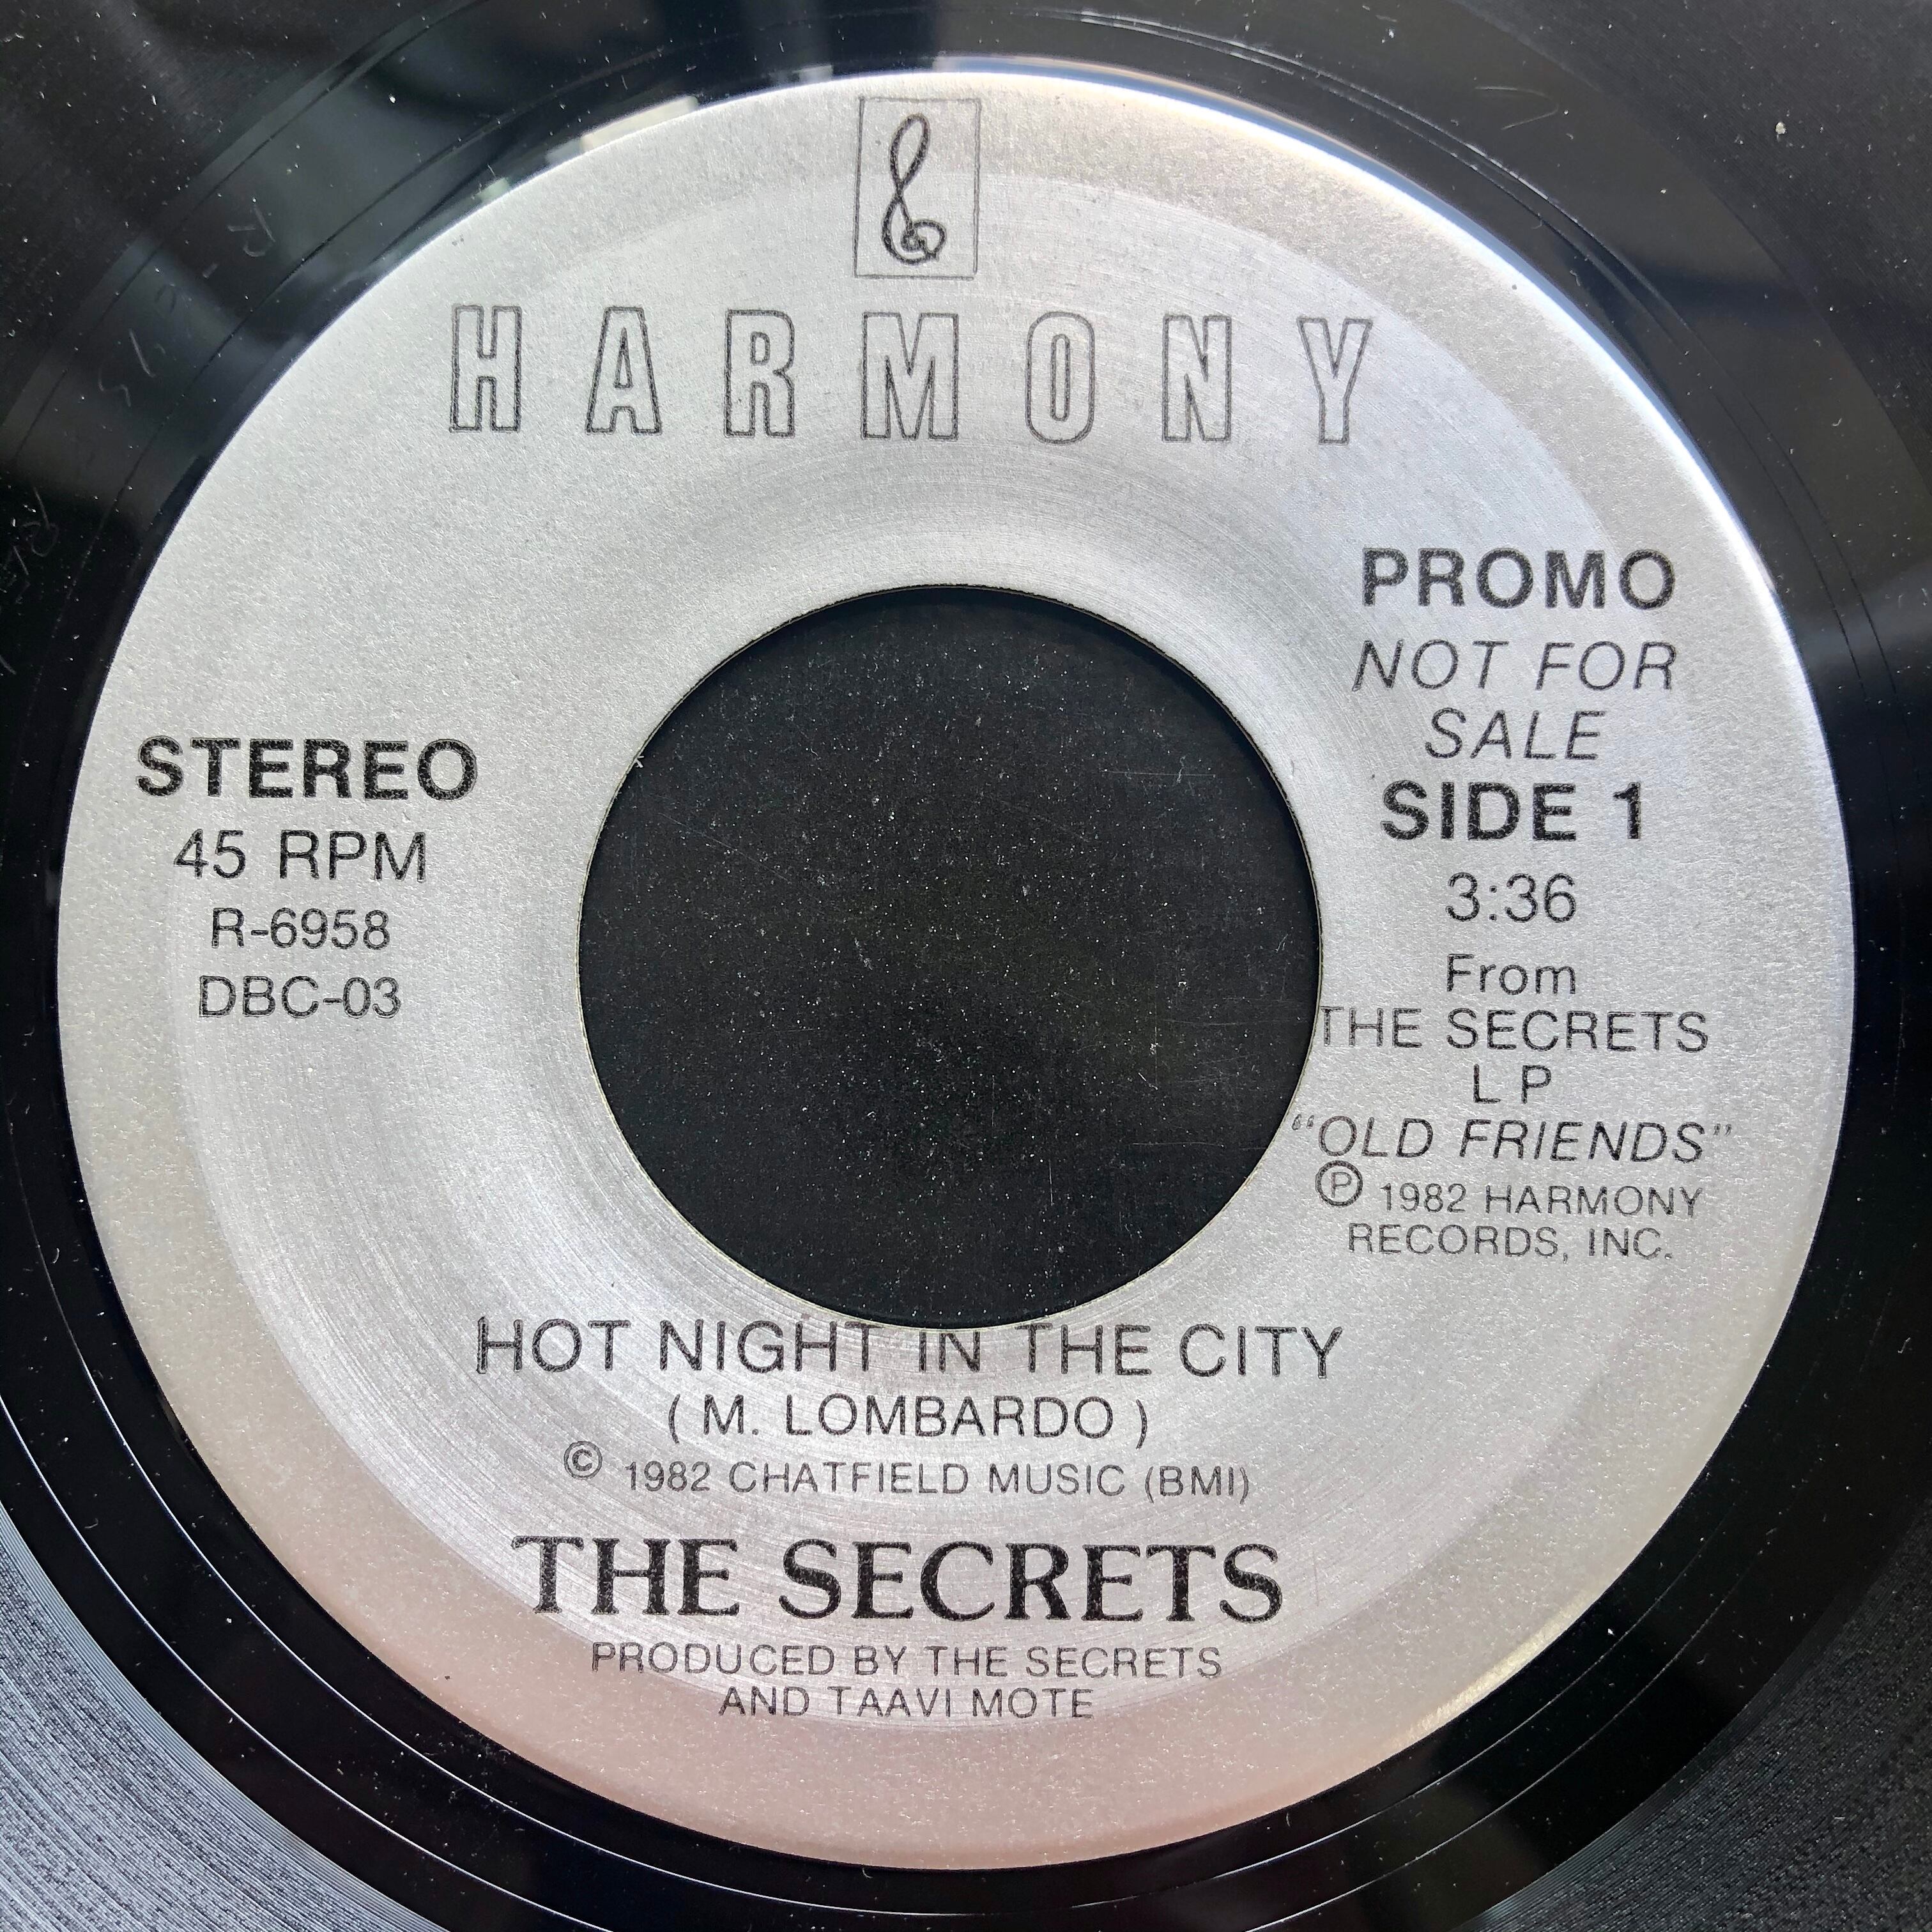 HARMONY
PROMO
NOT FOR
SALE
SIDE 1
3:36
From
THE SECRETS
LP
“OLD FRIENDS”
Ⓟ 1982 HARMONY
RECORDS, INC.
STEREO
45 RPM
R-6958
DBC-03
HOT NIGHT IN THE CITY
( M. LOMBARDO )
© 1982 CHATFIELD MUSIC (BMI)
THE SECRETS
PRODUCED BY THE SECRETS
AND TAAVI MOTE